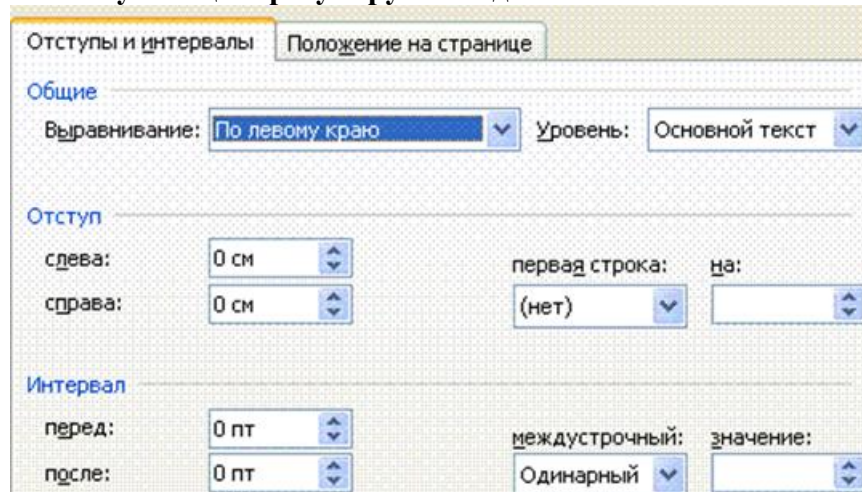 Отступы и интервалы Положение на странице
Общие
Выравнивание: По левому краю Уровень: Основной текст
Отступ
слева: 0 см первая строка: на:
справа: 0 см (нет)
Интервал
перед: 0 пт междустрочный: значение:
после: 0 пт Одинарный